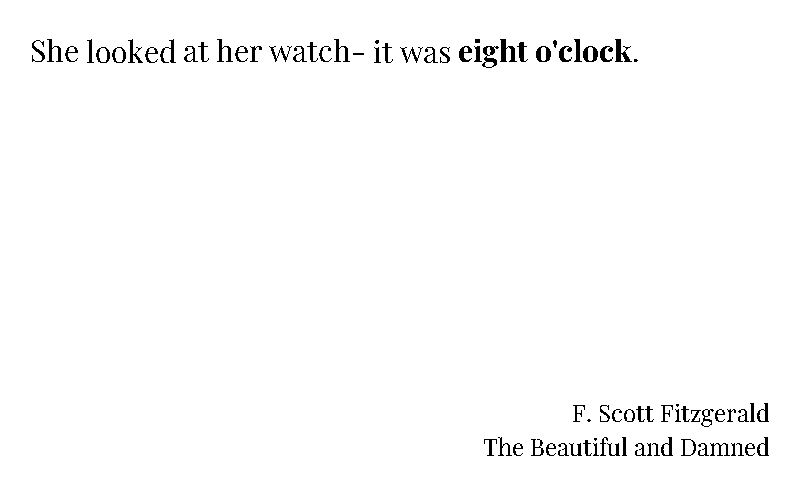 She looked at her watch- it was eight o'clock.
F. Scott Fitzgerald
The Beautiful and Damned